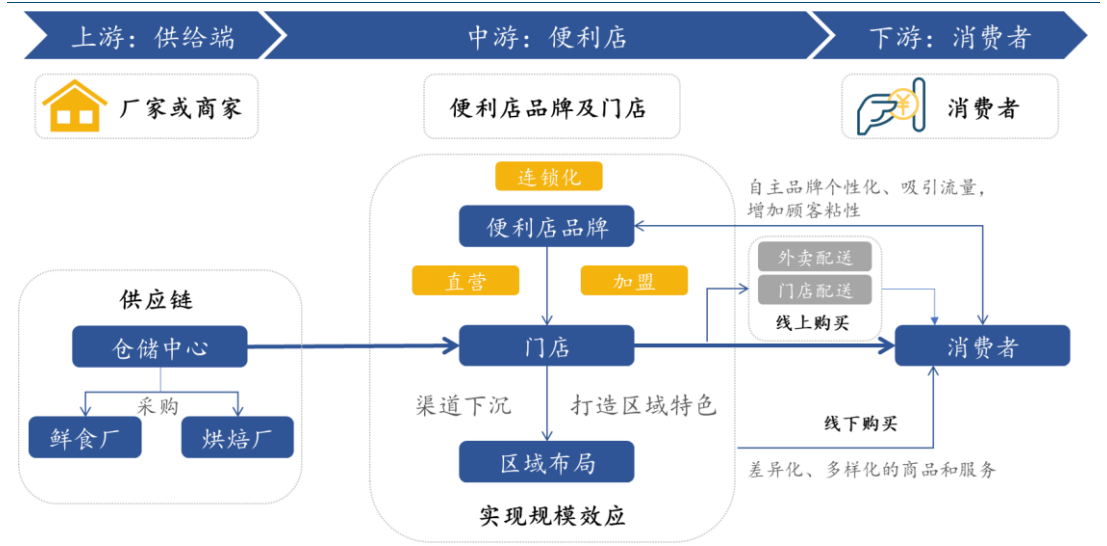 上游：供给端
中游：便利店
下游：消费者
厂家或商家
便利店品牌及门店
消费者
连锁化
便利店品牌
自主品牌个性化、吸引流量，
增加顾客粘性
直营
加盟
外卖配送
门店配送
线上购买
供应链
仓储中心
门店
消费者
采购
鲜食厂
烘焙厂
渠道下沉
打造区域特色
线下购买
区域布局
差异化、多样化的商品和服务
实现规模效应